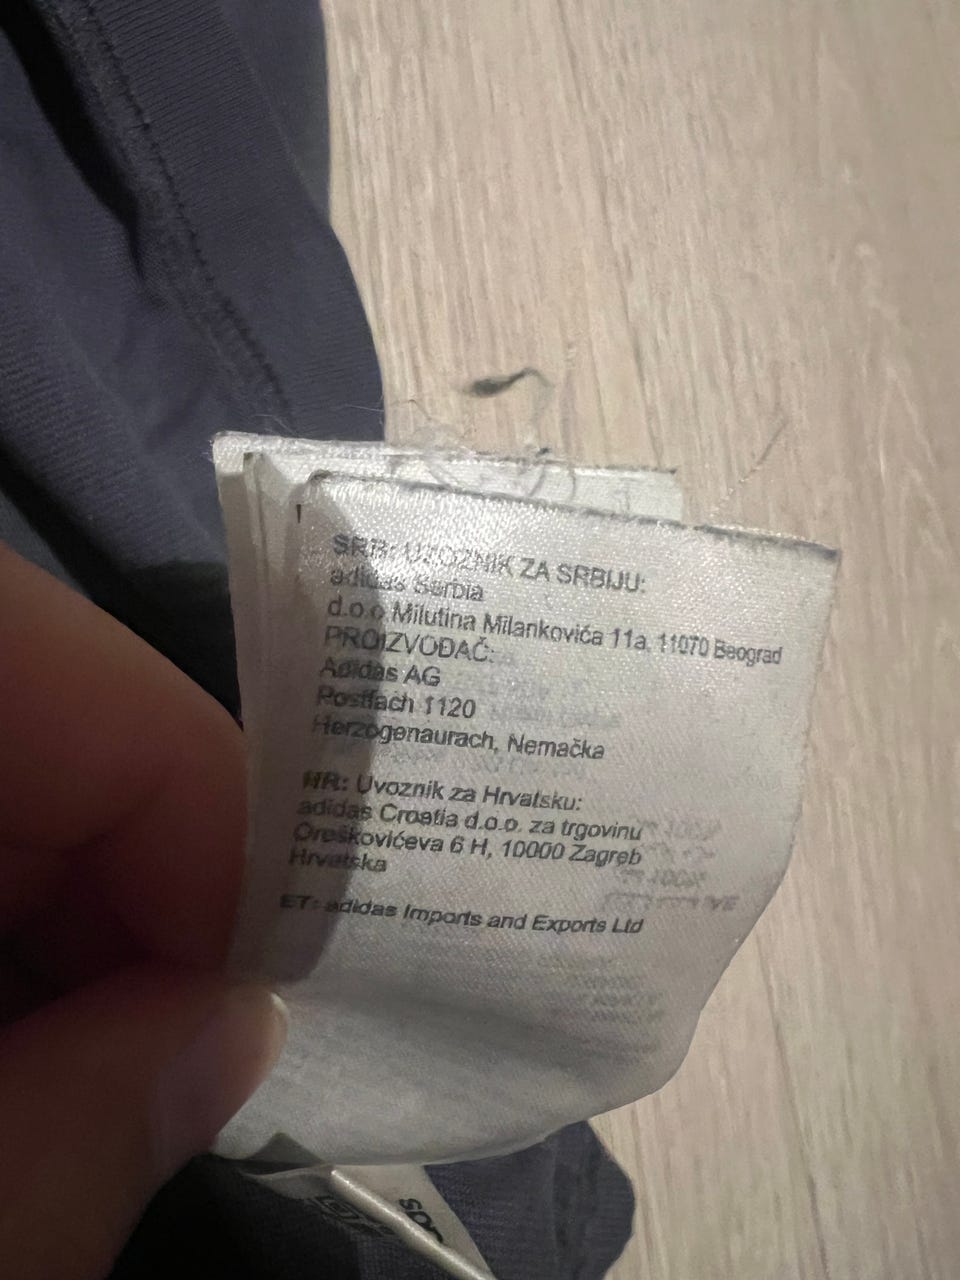 SRB: UVOZNIK ZA SRBIJU:
adidas Serbia
d.o.o Milutina Milankovića 11a, 11070 Beograd
PROIZVOĐAČ:
Adidas AG
Postfach 1120
Herzogenaurach, Nemačka
HR: Uvoznik za Hrvatsku:
adidas Croatia d.o.o. za trgovinu
Oreškovićeva 6 H, 10000 Zagreb
Hrvatska
ET: adidas Imports and Exports Ltd